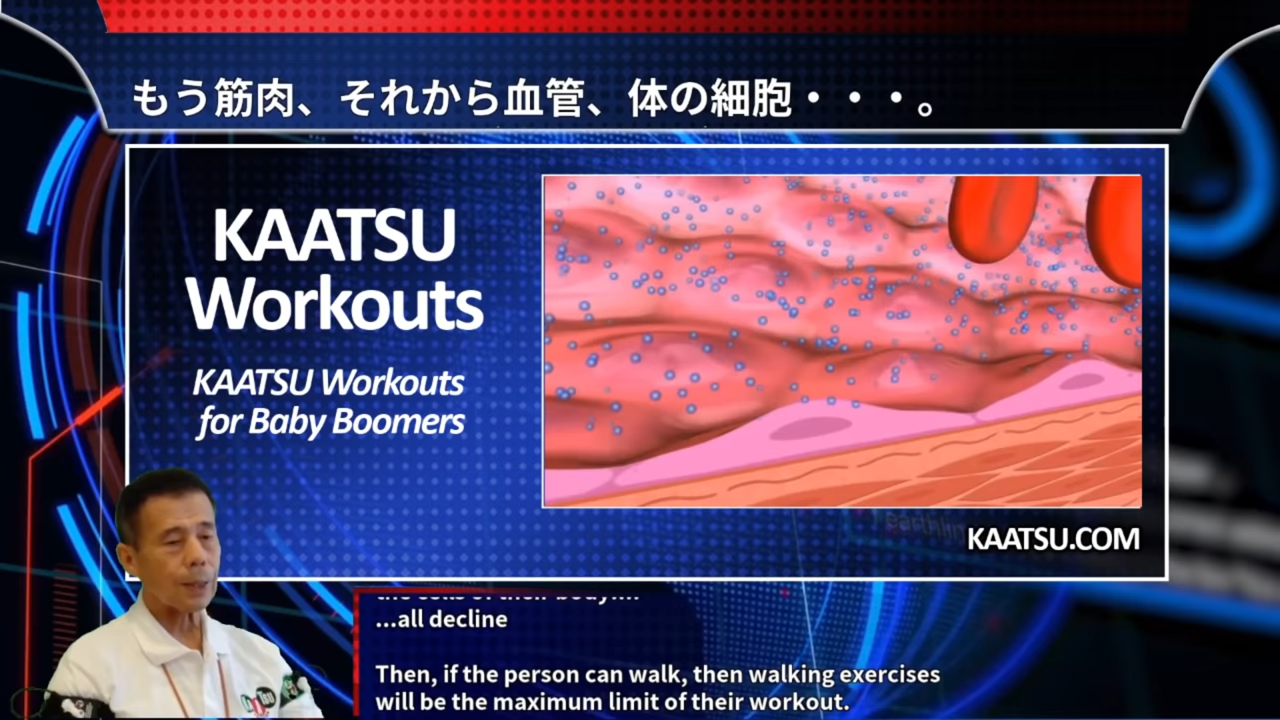 もう筋肉、それから血管、体の細胞・・・。
KAATSU
Workouts
KAATSU Workouts
for Baby Boomers
KAATSU.COM
...all decline
Then, if the person can walk, then walking exercises
will be the maximum limit of their workout.